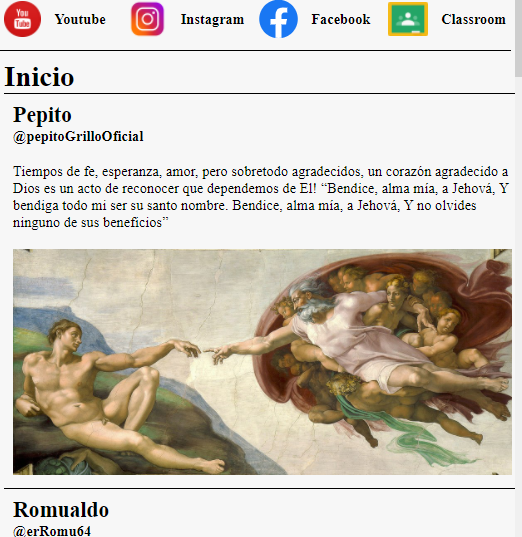 You Tube Youtube Instagram Facebook Classroom
Inicio
Pepito
@pepitoGrilloOficial
Tiempos de fe, esperanza, amor, pero sobretodo agradecidos, un corazón agradecido a
Dios es un acto de reconocer que dependemos de El! “Bendice, alma mía, a Jehová, Y
bendiga todo mi ser su santo nombre. Bendice, alma mía, a Jehová, Y no olvides
ninguno de sus beneficios”
Romualdo
@erRomu64